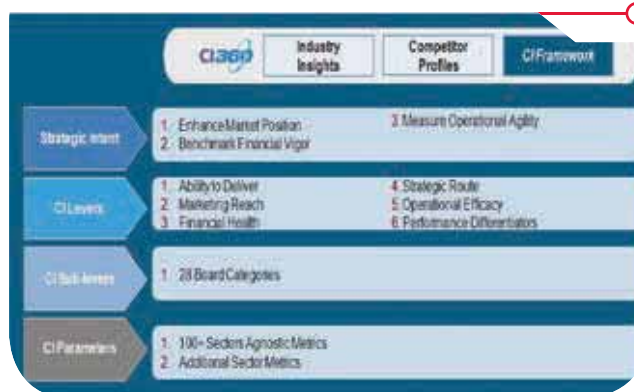 CI360
Industry
Insights
Competitor
Profiles
CI Framework
Strategic Intent
1. Enhance Market Position
2. Benchmark Financial Vigor
3. Measure Operational Agility
CI Levers
1. Ability to Deliver
2. Marketing Reach
3. Financial Health
4. Strategic Route
5. Operational Efficacy
6. Performance Differentiators
CI Sub-levers
1. 28 Board Categories
CI Parameters
1. 100+ Sectors Agnostic Metrics
2. Additional Sector Metrics